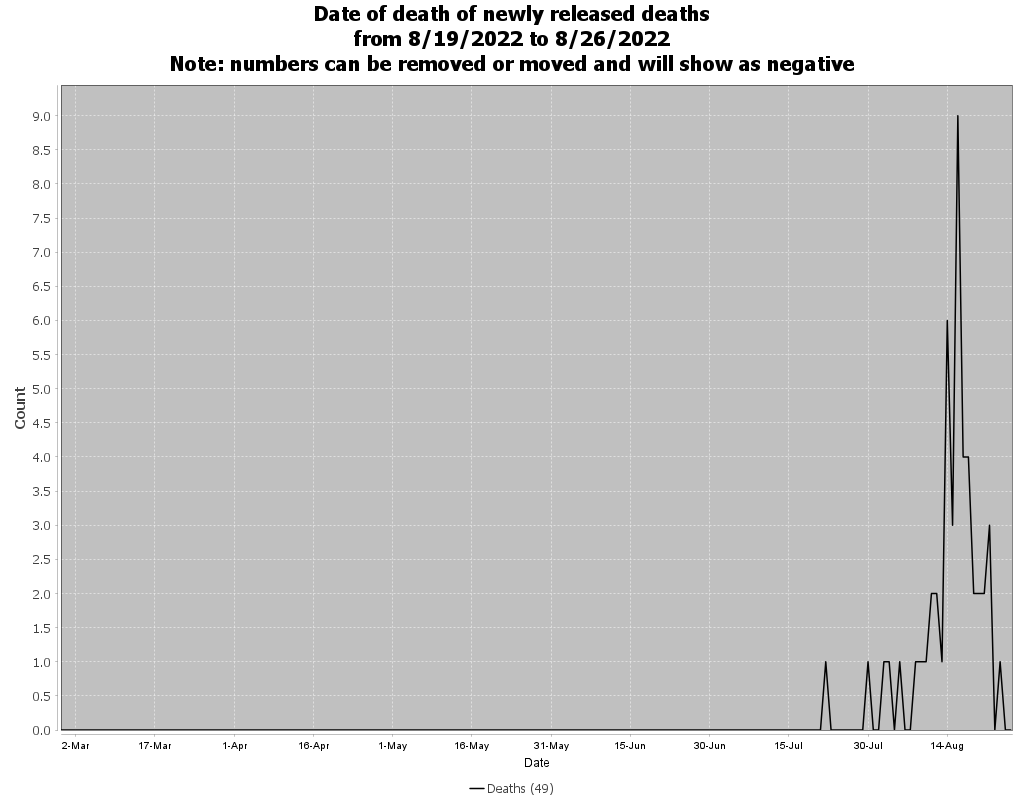 Date of death of newly released deaths
from 8/19/2022 to 8/26/2022
Note: numbers can be removed or moved and will show as negative
9.0
8.5
8.0
7.5
7.0
6.5
6.0
5.5
5.0
4.5
4.0
3.5
3.0
2.5
2.0
1.5
1.0
0.5
0.0
Count
2-Mar 17-Mar 1-Apr 16-Apr 1-May 16-May 31-May 15-Jun 30-Jun 15-Jul 30-Jul 14-Aug
Date
Deaths (49)